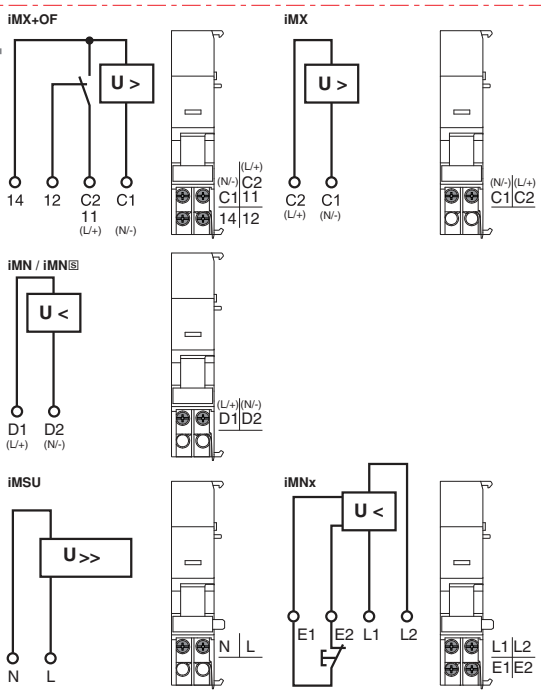 iMX+OF
U >
14 12 C2 C1
11
(L/+) (N/-)
(L/+)
(N/-) C2
C1 11
14 12
iMX
U >
C2 C1
(L/+) (N/-)
(N/-) (L/+)
C1 C2
iMN / iMN S
U <
D1 D2
(L/+) (N/-)
(L/+) (N/-)
D1 D2
iMSU
U >>
N L
N L
iMNx
U <
E1 E2 L1 L2
L1 L2
E1 E2